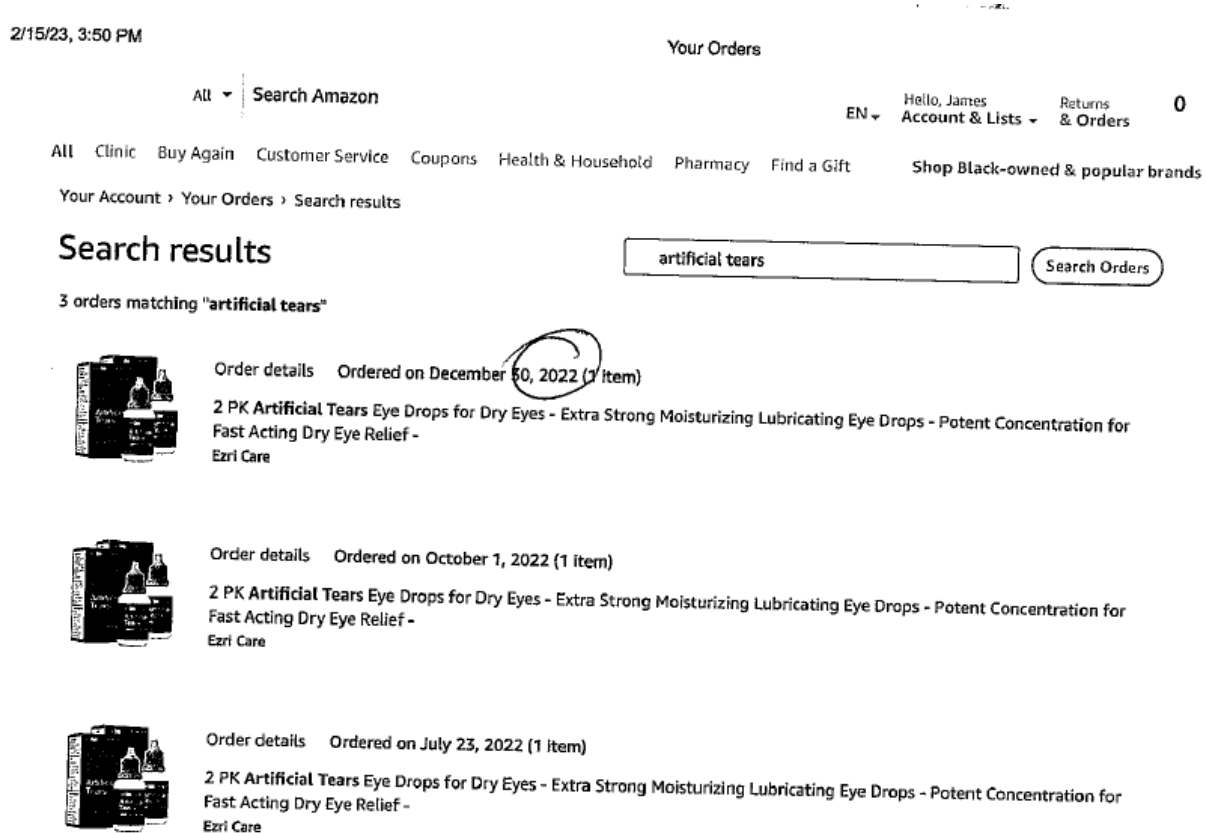 2/15/23, 3:50 PM
Your Orders
All
Search Amazon
EN
Hello, James
Account & Lists
Returns
& Orders
0
All Clinic Buy Again Customer Service Coupons Health & Household Pharmacy Find a Gift Shop Black-owned & popular brands
Your Account › Your Orders › Search results
Search results
artificial tears
Search Orders
3 orders matching "artificial tears"
Order details Ordered on December 30, 2022 (1 item)
2 PK Artificial Tears Eye Drops for Dry Eyes - Extra Strong Moisturizing Lubricating Eye Drops - Potent Concentration for
Fast Acting Dry Eye Relief -
Ezri Care
Order details Ordered on October 1, 2022 (1 item)
2 PK Artificial Tears Eye Drops for Dry Eyes - Extra Strong Moisturizing Lubricating Eye Drops - Potent Concentration for
Fast Acting Dry Eye Relief -
Ezri Care
Order details Ordered on July 23, 2022 (1 item)
2 PK Artificial Tears Eye Drops for Dry Eyes - Extra Strong Moisturizing Lubricating Eye Drops - Potent Concentration for
Fast Acting Dry Eye Relief -
Ezri Care